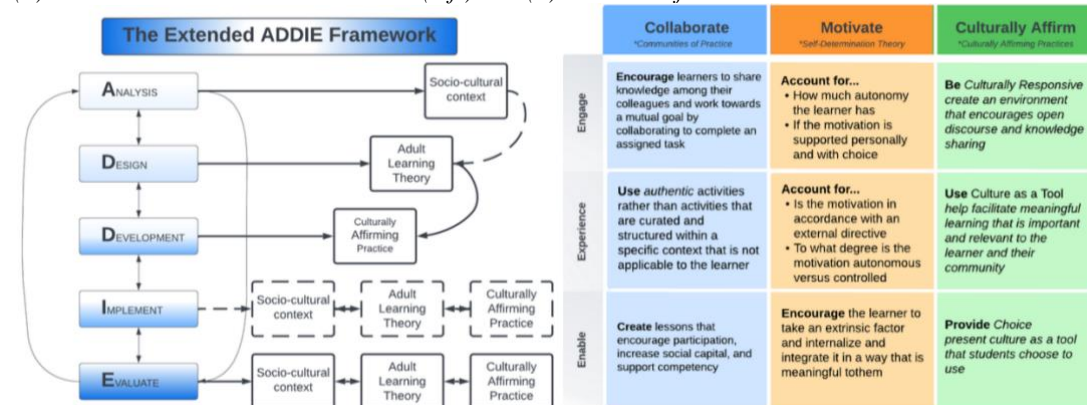 The Extended ADDIE Framework
ANALYSIS
Socio-cultural
context
DESIGN
Adult
Learning
Theory
DEVELOPMENT
Culturally
Affirming
Practice
IMPLEMENT
Socio-cultural
context
Adult
Learning
Theory
Culturally
Affirming
Practice
EVALUATE
Socio-cultural
context
Adult
Learning
Theory
Culturally
Affirming
Practice
Collaborate
*Communities of Practice
Motivate
*Self-Determination Theory
Culturally Affirm
*Culturally Affirming Practices
Engage
Encourage learners to share
knowledge among their
colleagues and work towards
a mutual goal by
collaborating to complete an
assigned task
Account for...
• How much autonomy
the learner has
• If the motivation is
supported personally
and with choice
Be Culturally Responsive
create an environment
that encourages open
discourse and knowledge
sharing
Experience
Use authentic activities
rather than activities that
are curated and
structured within a
specific context that is not
applicable to the learner
Account for...
• Is the motivation in
accordance with an
external directive
• To what degree is the
motivation autonomous
versus controlled
Use Culture as a Tool
help facilitate meaningful
learning that is important
and relevant to the
learner and their
community
Enable
Create lessons that
encourage participation,
increase social capital, and
support competency
Encourage the learner to
take an extrinsic factor
and internalize and
integrate it in a way that is
meaningful tothem
Provide Choice
present culture as a tool
that students choose to
use